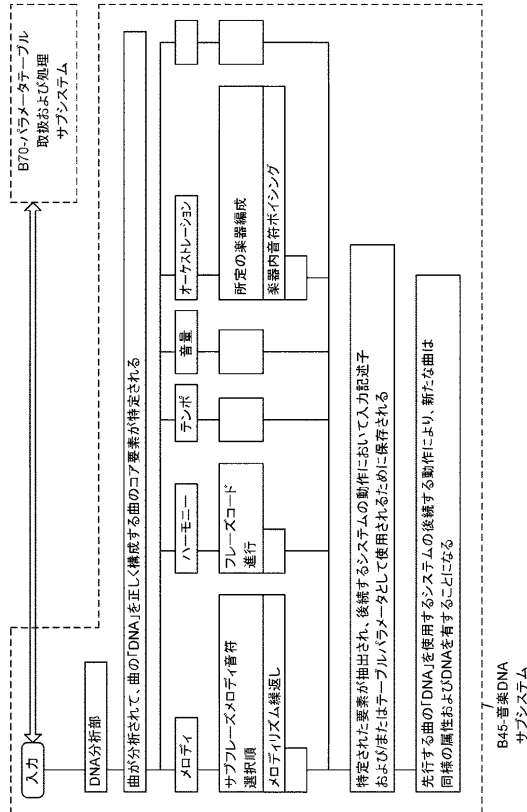 入力
B70-パラメータテーブル
取扱および処理
サブシステム
DNA分析部
曲が分析されて、曲の「DNA」を正しく構成する曲のコア要素が特定される
メロディ
ハーモニー
テンポ
音量
オーケストレーション
サブフレーズメロディ音符
選択順
メロディリズム繰返し
フレーズコード
進行
所定の楽器編成
楽器内音符ボイシング
特定された要素が抽出され、後続するシステムの動作において入力記述子
および/またはテーブルパラメータとして使用されるために保存される
先行する曲の「DNA」を使用するシステムの後続する動作により、新たな曲は
同様の属性およびDNAを有することになる
B45-音楽DNA
サブシステム